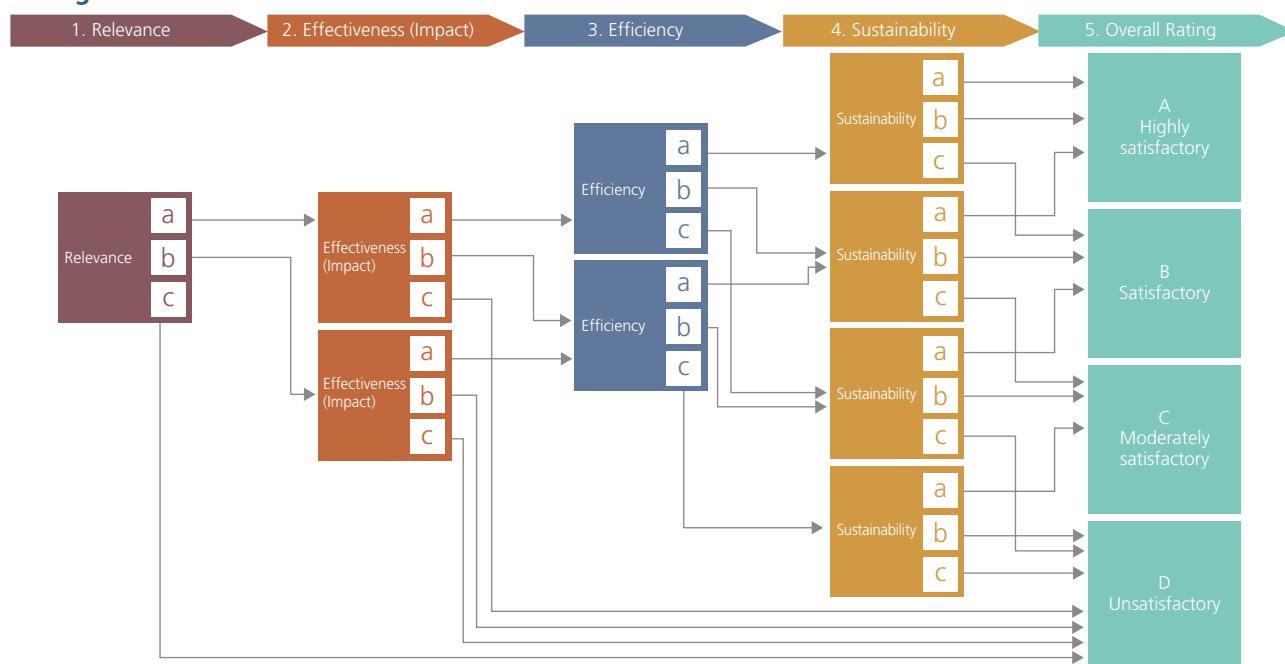 1. Relevance
2. Effectiveness (Impact)
3. Efficiency
4. Sustainability
5. Overall Rating
Relevance
a
b
c
Effectiveness
(Impact)
a
b
c
Effectiveness
(Impact)
a
b
c
Efficiency
a
b
c
Efficiency
a
b
c
Sustainability
a
b
c
Sustainability
a
b
c
Sustainability
a
b
c
Sustainability
a
b
c
A
Highly
satisfactory
B
Satisfactory
C
Moderately
satisfactory
D
Unsatisfactory